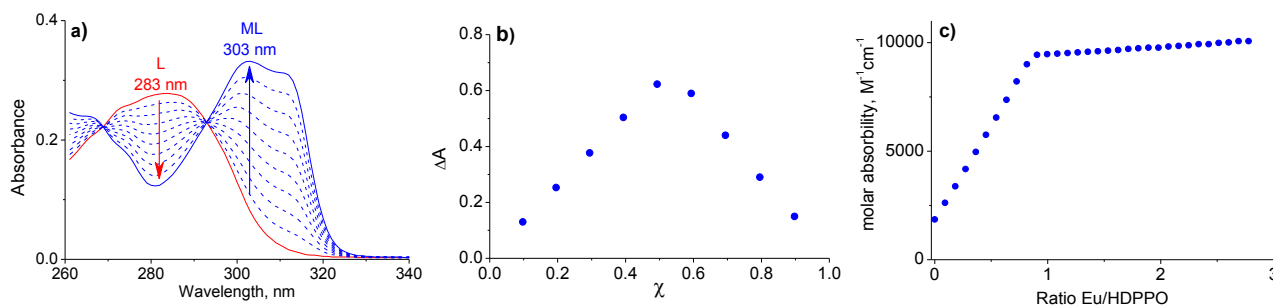 a)
L
283 nm
ML
303 nm
0.4
0.2
0.0
260
280
300
320
340
Absorbance
Wavelength, nm
b)
0.8
0.6
0.4
0.2
0.0
0.0
0.2
0.4
0.6
0.8
1.0
ΔA
χ
c)
10000
5000
0
0
1
2
3
molar absorbility, M⁻¹cm⁻¹
Ratio Eu/HDPPO